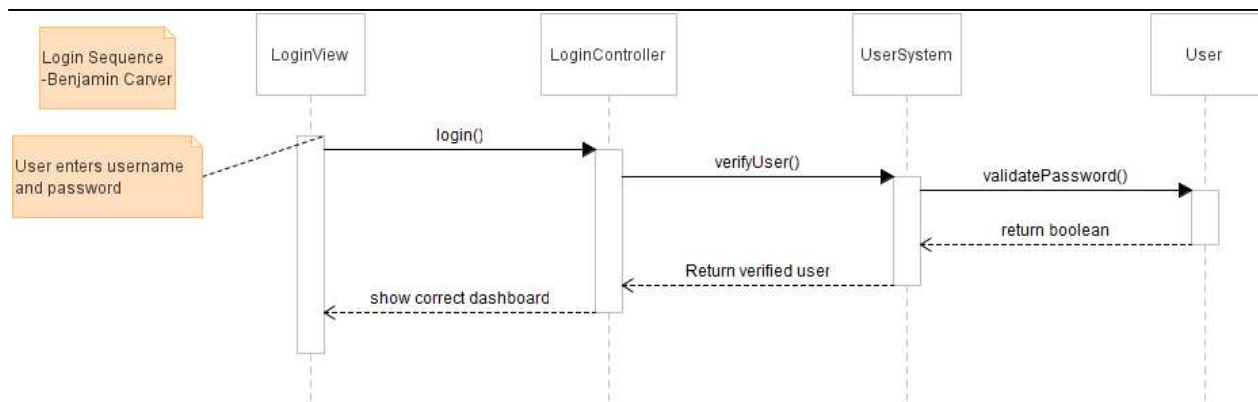 Login Sequence
-Benjamin Carver
LoginView
LoginController
UserSystem
User
User enters username
and password
login()
verifyUser()
validatePassword()
return boolean
Return verified user
show correct dashboard